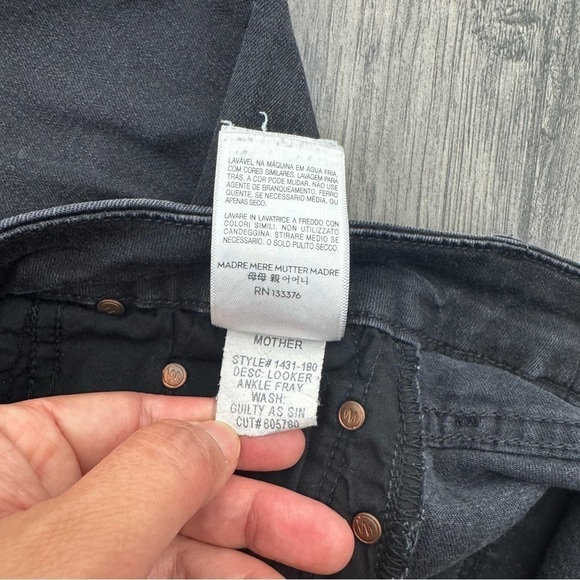 LAVÁVEL NA MÁQUINA EM ÁGUA FRIA
COM CORES SIMILARES. LAVAGEM PARA
TRÁS, A COR PODE MUDAR. NÃO USE
AGENTE DE BRANQUEAMENTO. FERRO
QUENTE, SE NECESSÁRIO MÉDIA, OU
APENAS SECO.
LAVARE IN LAVATRICE A FREDDO CON
COLORI SIMILI. NON UTILIZZATO
CANDEGGINA. STIRARE MEDIO SE
NECESSARIO. O SOLO PULITO SECCO.
MADRE MERE MUTTER MADRE
母母 親 어머니
RN 133376
MOTHER
STYLE# 1431-180
DESC: LOOKER
ANKLE FRAY
WASH:
GUILTY AS SIN
CUT# 605760